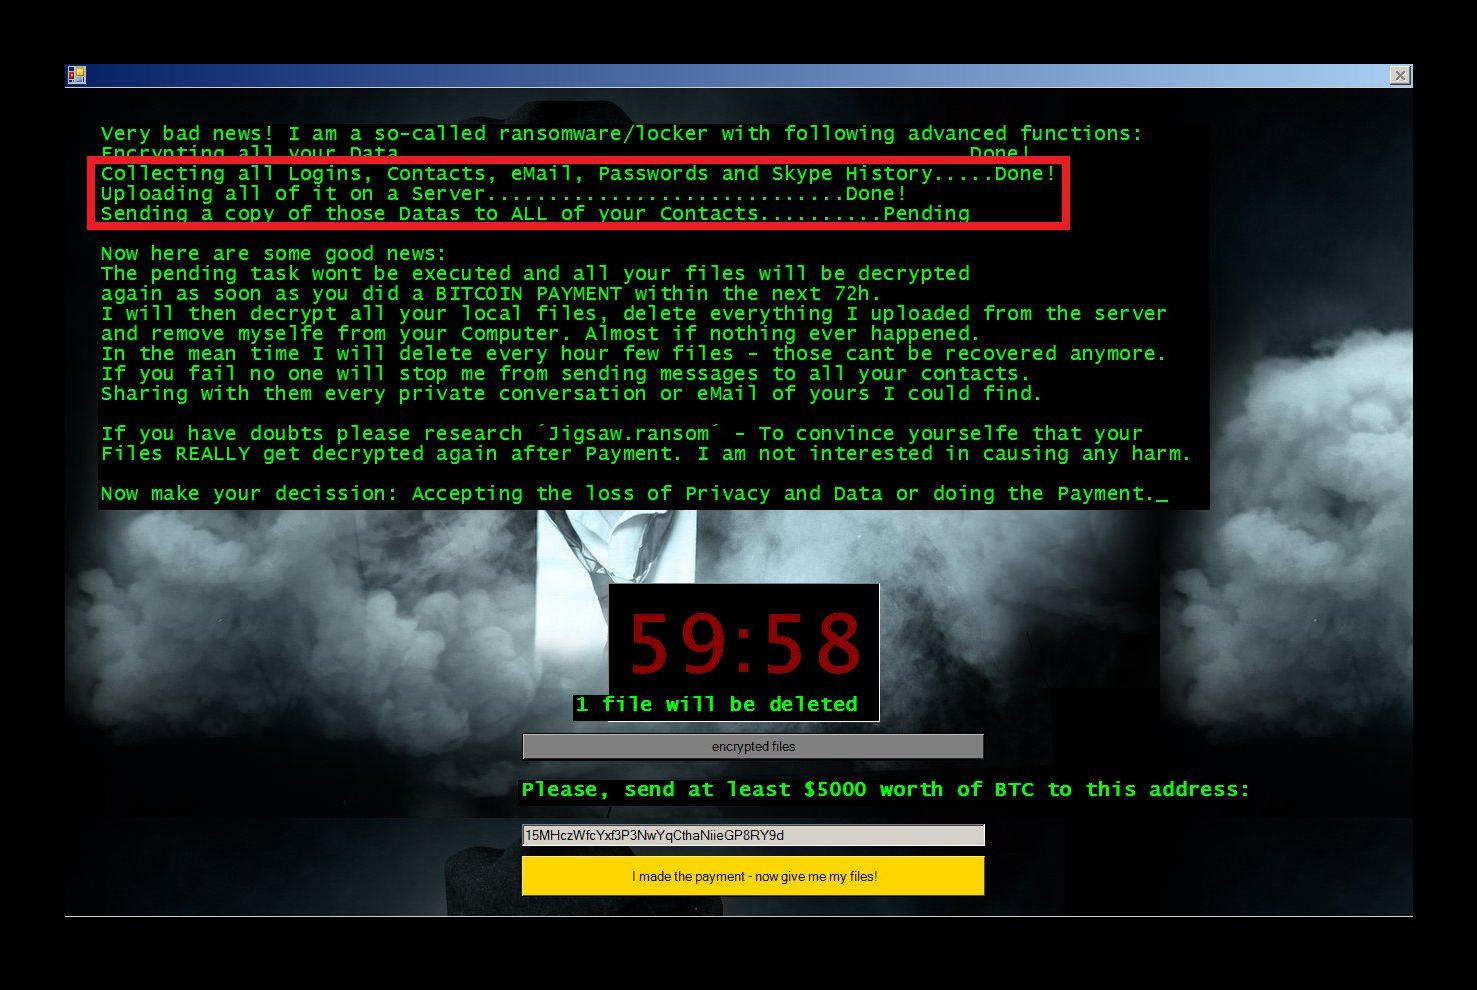 Very bad news! I am a so-called ransomware/locker with following advanced functions:
Encrypting all your Data Done!
Collecting all Logins, Contacts, eMail, Passwords and Skype History.....Done!
Uploading all of it on a Server.............................Done!
Sending a copy of those Datas to ALL of your Contacts..........Pending
Now here are some good news:
The pending task wont be executed and all your files will be decrypted
again as soon as you did a BITCOIN PAYMENT within the next 72h.
I will then decrypt all your local files, delete everything I uploaded from the server
and remove myselfe from your Computer. Almost if nothing ever happened.
In the mean time I will delete every hour few files - those cant be recovered anymore.
If you fail no one will stop me from sending messages to all your contacts.
Sharing with them every private conversation or eMail of yours I could find.
If you have doubts please research ´Jigsaw.ransom´ - To convince yourselfe that your
Files REALLY get decrypted again after Payment. I am not interested in causing any harm.
Now make your decission: Accepting the loss of Privacy and Data or doing the Payment._
59:58
1 file will be deleted
encrypted files
Please, send at least $5000 worth of BTC to this address:
15MHczWfcYxf3P3NwYqCthaNiieGP8RY9d
I made the payment - now give me my files!